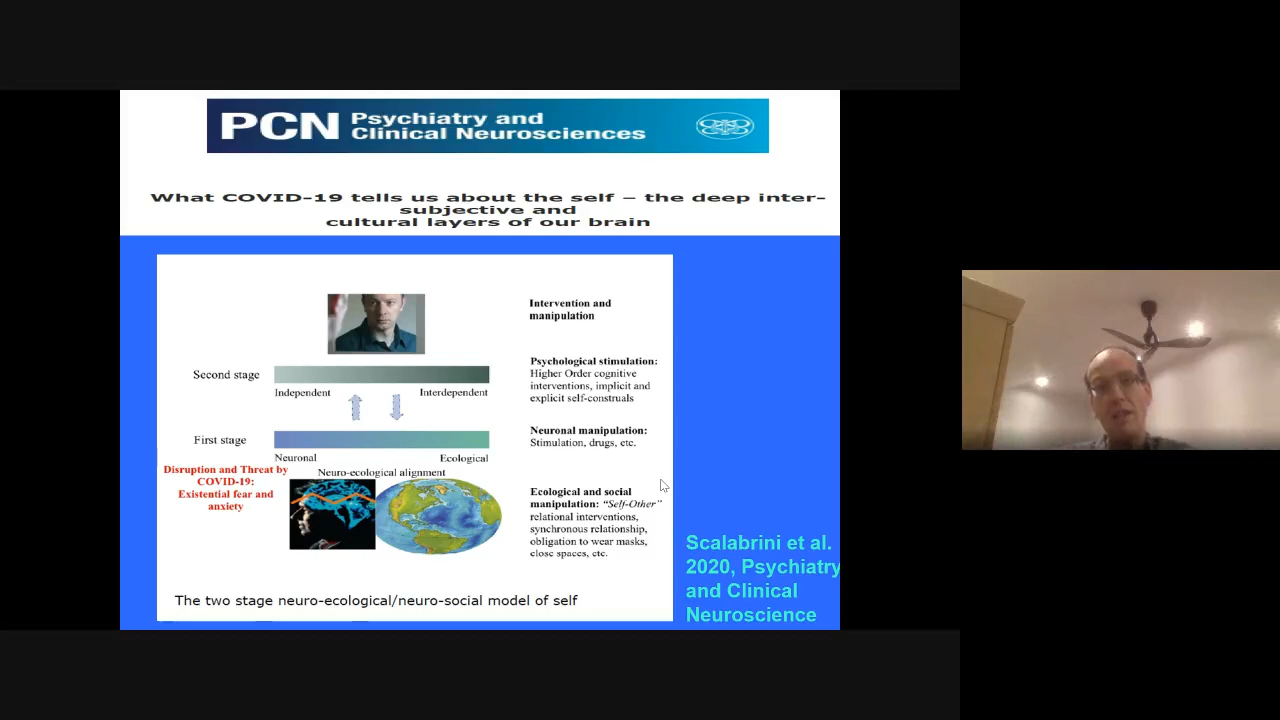 PCN Psychiatry and
Clinical Neurosciences
What COVID-19 tells us about the self – the deep inter-
subjective and
cultural layers of our brain
Intervention and
manipulation
Second stage
Independent
Interdependent
Psychological stimulation:
Higher Order cognitive
interventions, implicit and
explicit self-construals
First stage
Neuronal
Ecological
Neuro-ecological alignment
Neuronal manipulation:
Stimulation, drugs, etc.
Disruption and Threat by
COVID-19:
Existential fear and
anxiety
Ecological and social
manipulation: “Self-Other”
relational interventions,
synchronous relationship,
obligation to wear masks,
close spaces, etc.
The two stage neuro-ecological/neuro-social model of self
Scalabrini et al.
2020, Psychiatry
and Clinical
Neuroscience